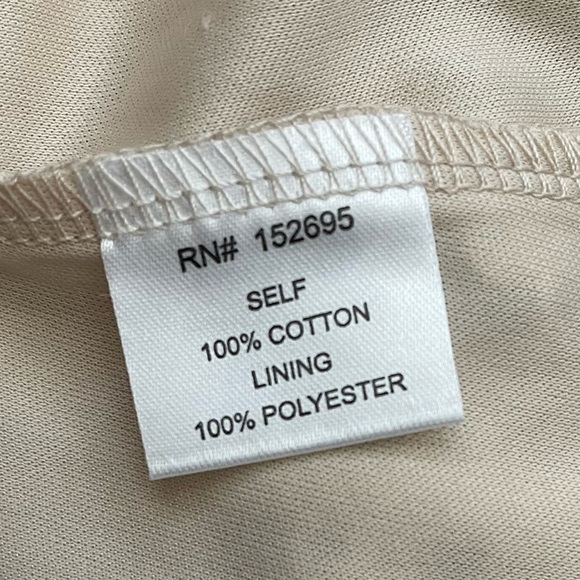 RN# 152695
SELF
100% COTTON
LINING
100% POLYESTER